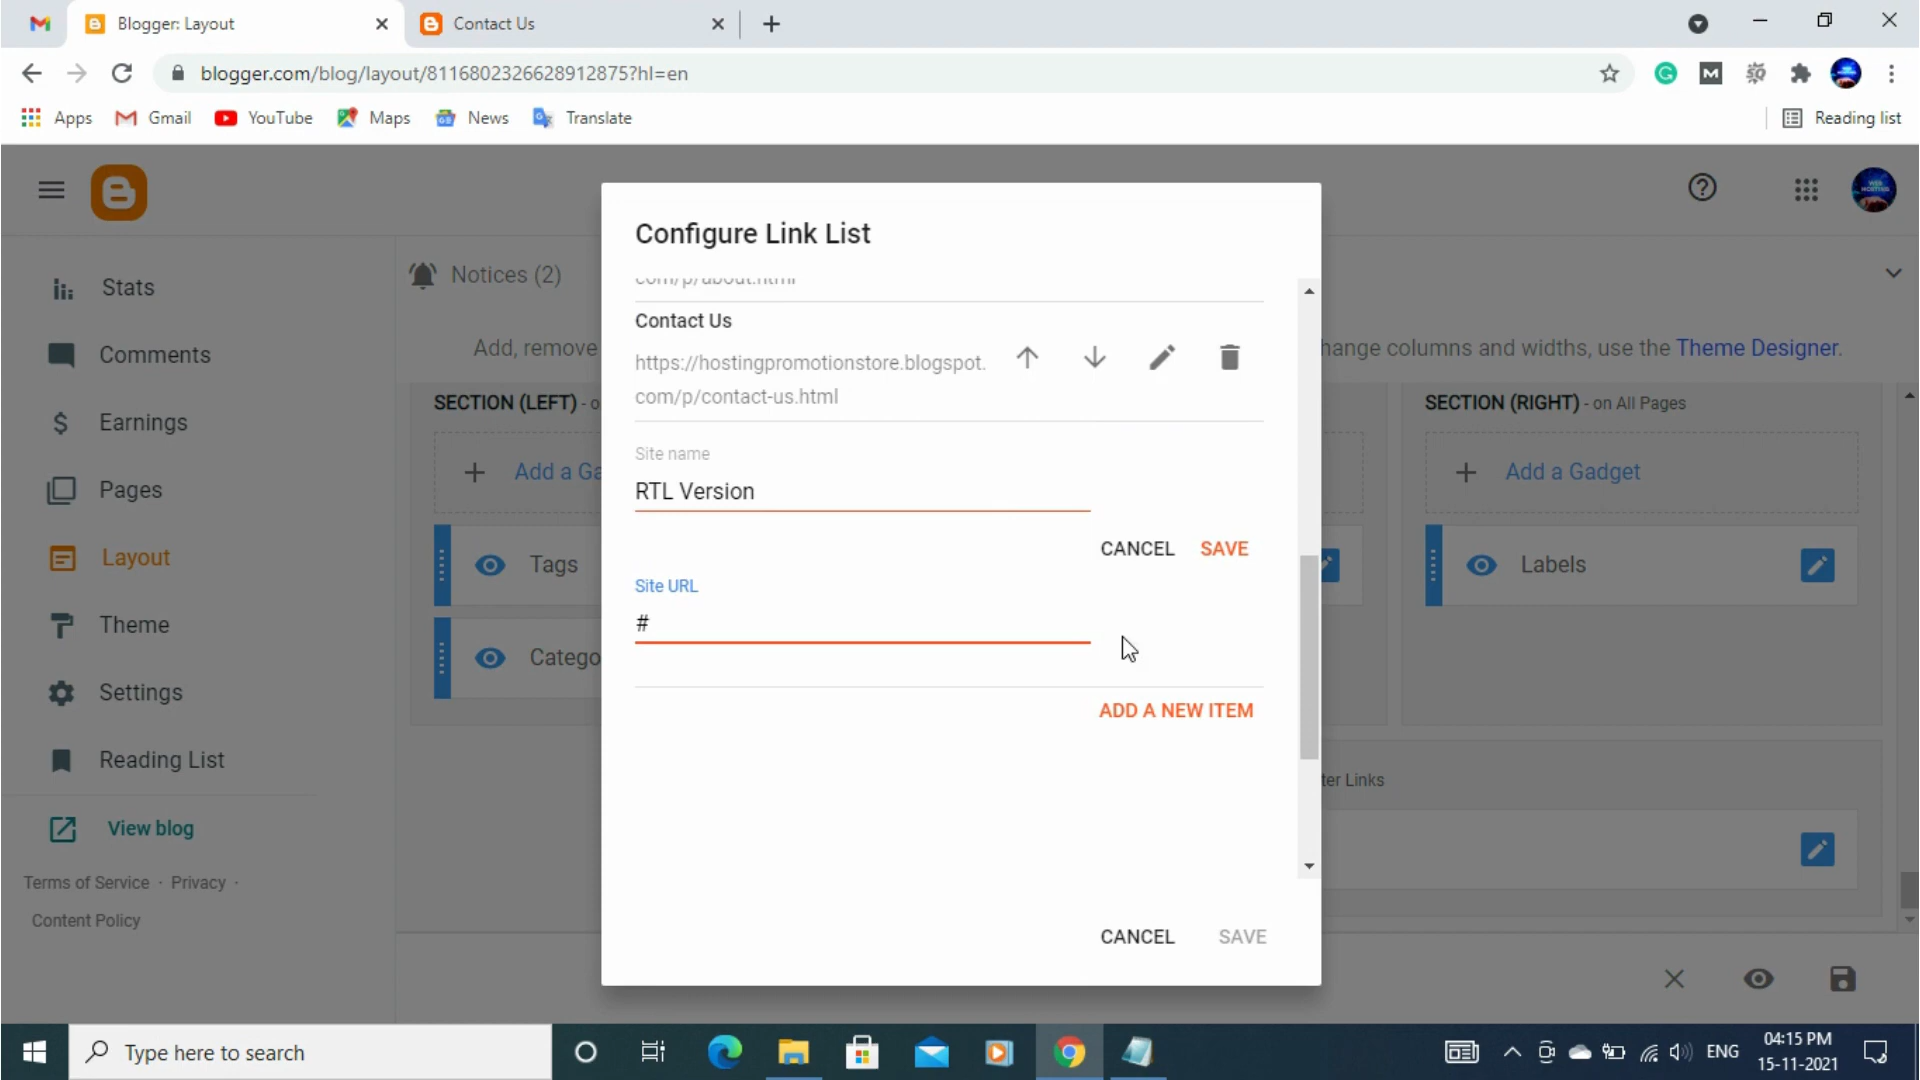 Blogger: Layout
Contact Us
blogger.com/blog/layout/8116802326628912875?hl=en
Apps
Gmail
YouTube
Maps
News
Translate
Reading list
Stats
Comments
Earnings
Pages
Layout
Theme
Settings
Reading List
View blog
Terms of Service · Privacy ·
Content Policy
Notices (2)
Add, remove
hange columns and widths, use the Theme Designer.
SECTION (LEFT) - o
Add a Ga
Tags
Catego
SECTION (RIGHT) - on All Pages
Add a Gadget
Labels
ter Links
Configure Link List
com/p/about.html
Contact Us
https://hostingpromotionstore.blogspot.
com/p/contact-us.html
Site name
RTL Version
CANCEL SAVE
Site URL
#
ADD A NEW ITEM
CANCEL SAVE
Type here to search
ENG
04:15 PM
15-11-2021